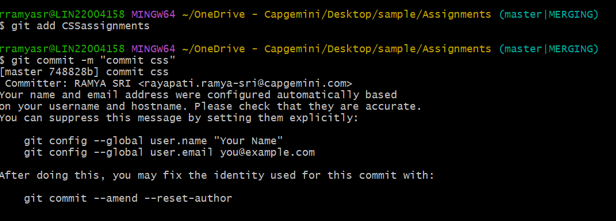 rramyasr@LIN22004158 MINGW64 ~/OneDrive - Capgemini/Desktop/sample/Assignments (master|MERGING)
$ git add CSSassignments
rramyasr@LIN22004158 MINGW64 ~/OneDrive - Capgemini/Desktop/sample/Assignments (master|MERGING)
$ git commit -m "commit css"
[master 748828b] commit css
Committer: RAMYA SRI <rayapati.ramya-sri@capgemini.com>
Your name and email address were configured automatically based
on your username and hostname. Please check that they are accurate.
You can suppress this message by setting them explicitly:
git config --global user.name "Your Name"
git config --global user.email you@example.com
After doing this, you may fix the identity used for this commit with:
git commit --amend --reset-author